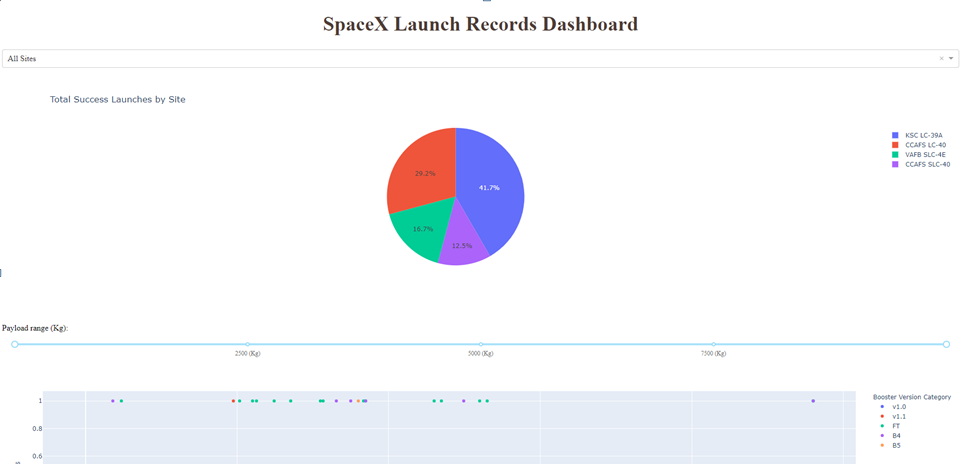 SpaceX Launch Records Dashboard
All Sites
Total Success Launches by Site
KSC LC-39A
CCAFS LC-40
VAFB SLC-4E
CCAFS SLC-40
29.2%
41.7%
16.7%
12.5%
Payload range (Kg):
2500 (Kg)
5000 (Kg)
7500 (Kg)
Booster Version Category
v1.0
v1.1
FT
B4
B5
1
0.8
0.6